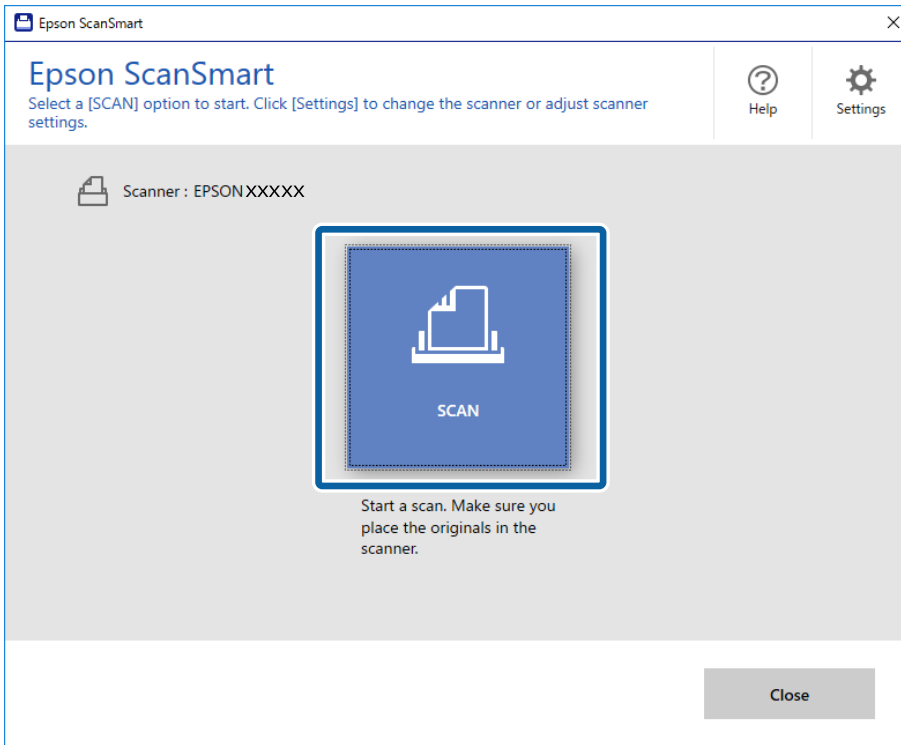 Epson ScanSmart
Epson ScanSmart
Select a [SCAN] option to start. Click [Settings] to change the scanner or adjust scanner
settings.
Help
Settings
Scanner : EPSON XXXXX
SCAN
Start a scan. Make sure you
place the originals in the
scanner.
Close